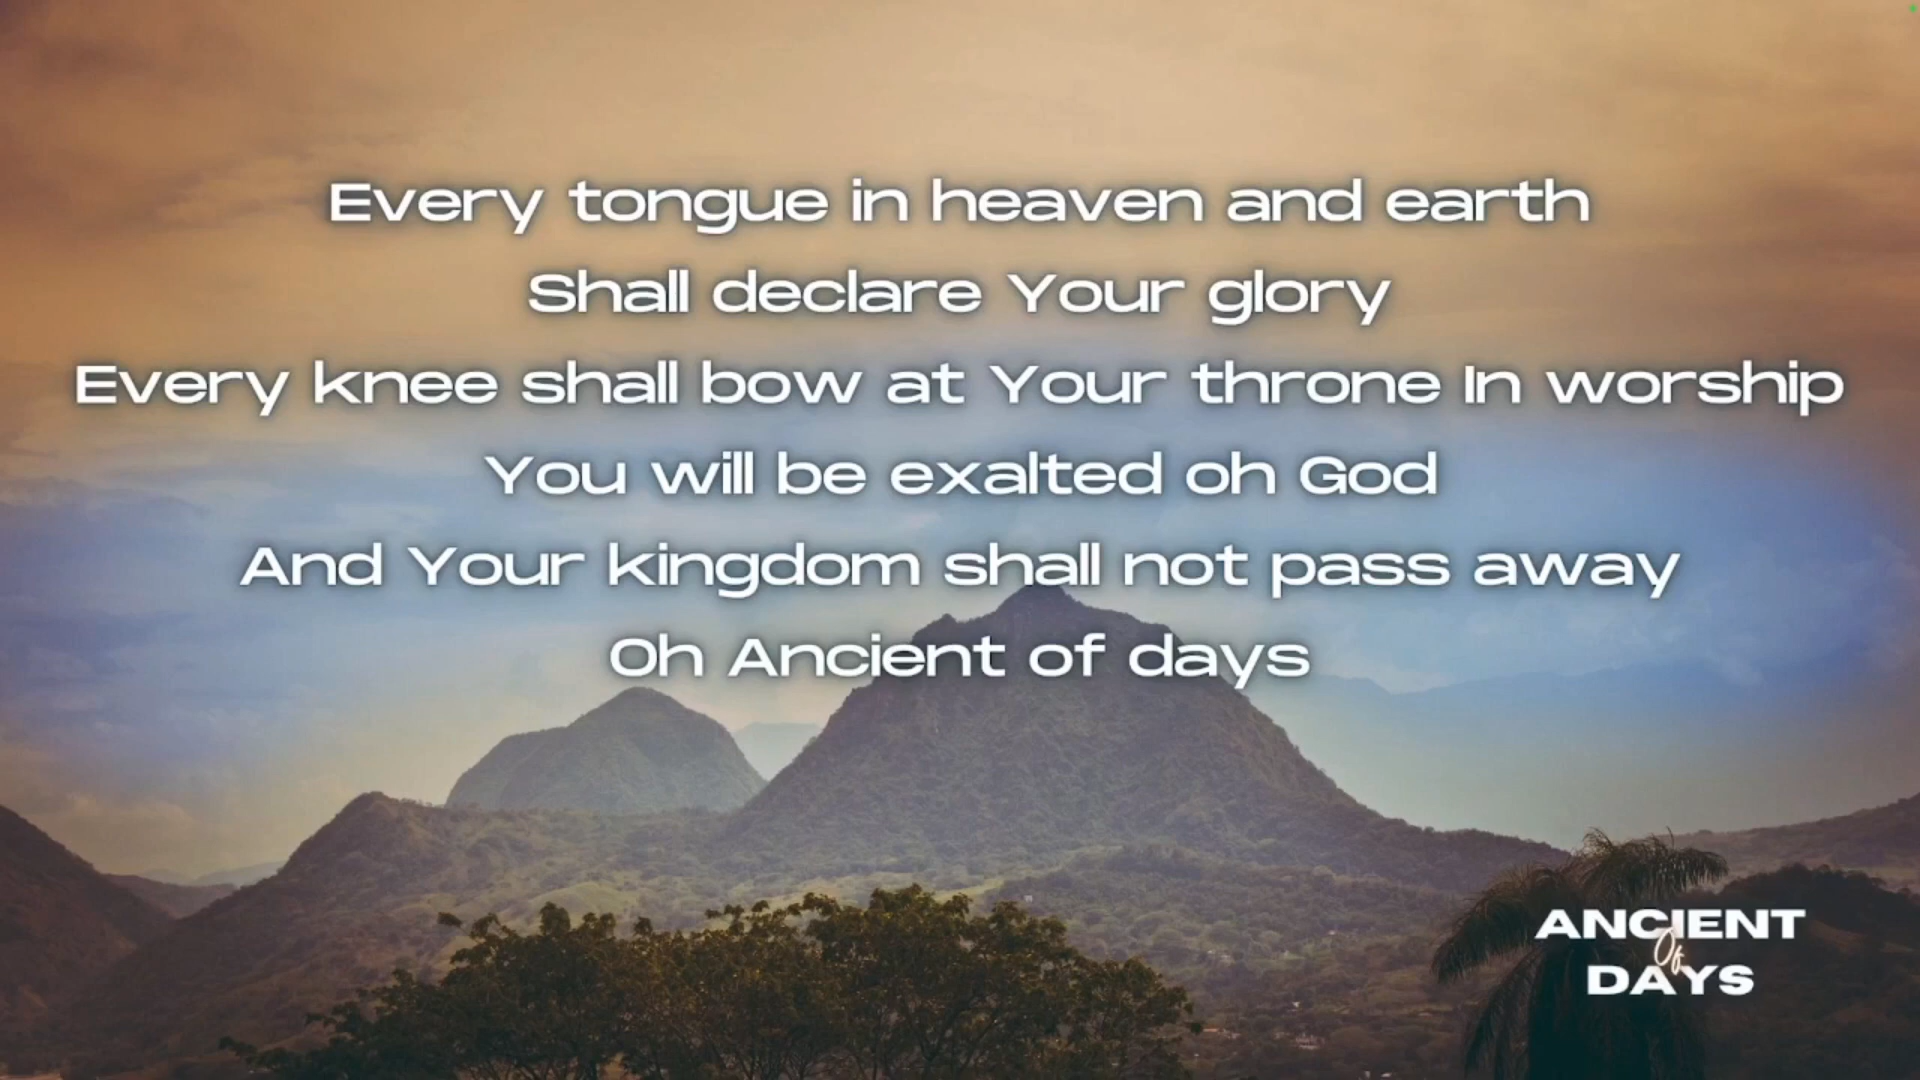 Every tongue in heaven and earth
Shall declare Your glory
Every knee shall bow at Your throne In worship
You will be exalted oh God
And Your kingdom shall not pass away
Oh Ancient of days
ANCIENT
Of
DAYS